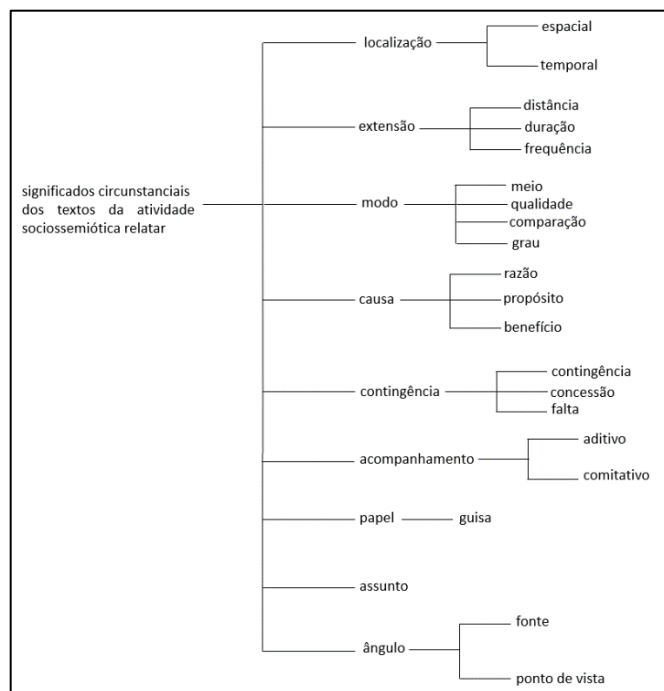 espacial
localização
temporal
distância
extensão
duração
frequência
significados circunstanciais
dos textos da atividade
sociossemiótica relatar
meio
modo
qualidade
comparação
grau
razão
causa
propósito
benefício
contingência
contingência
concessão
falta
aditivo
acompanhamento
comitativo
papel
guisa
assunto
fonte
ângulo
ponto de vista